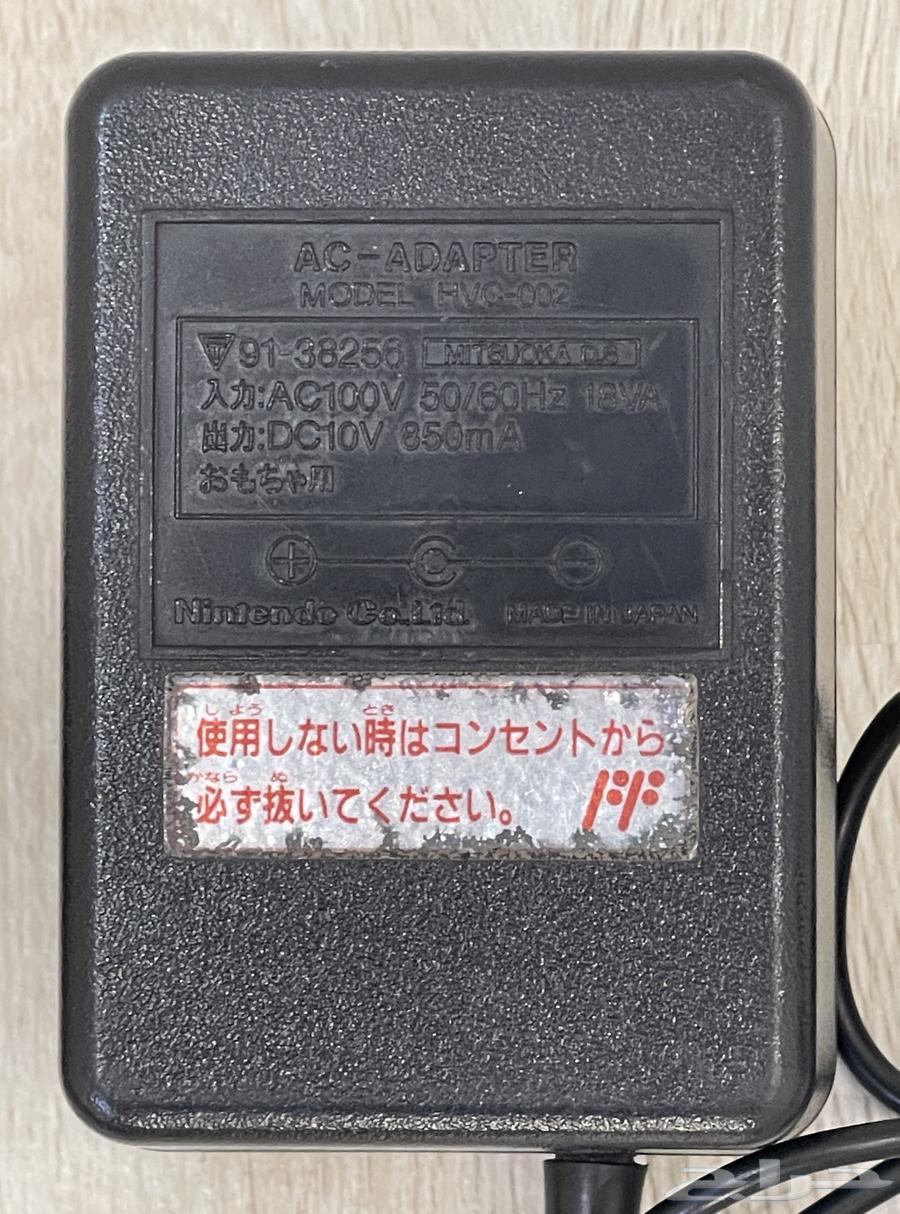 AC-ADAPTER
MODEL HVC-002
91-38256 MITSUOKA D.S
入力:AC100V 50/60Hz 18VA
出力:DC10V 850mA
おもちゃ用
Nintendo Co.,Ltd. MADE IN JAPAN
しよう とき
使用しない時はコンセントから
かなら ぬ
必ず抜いてください。
حراج